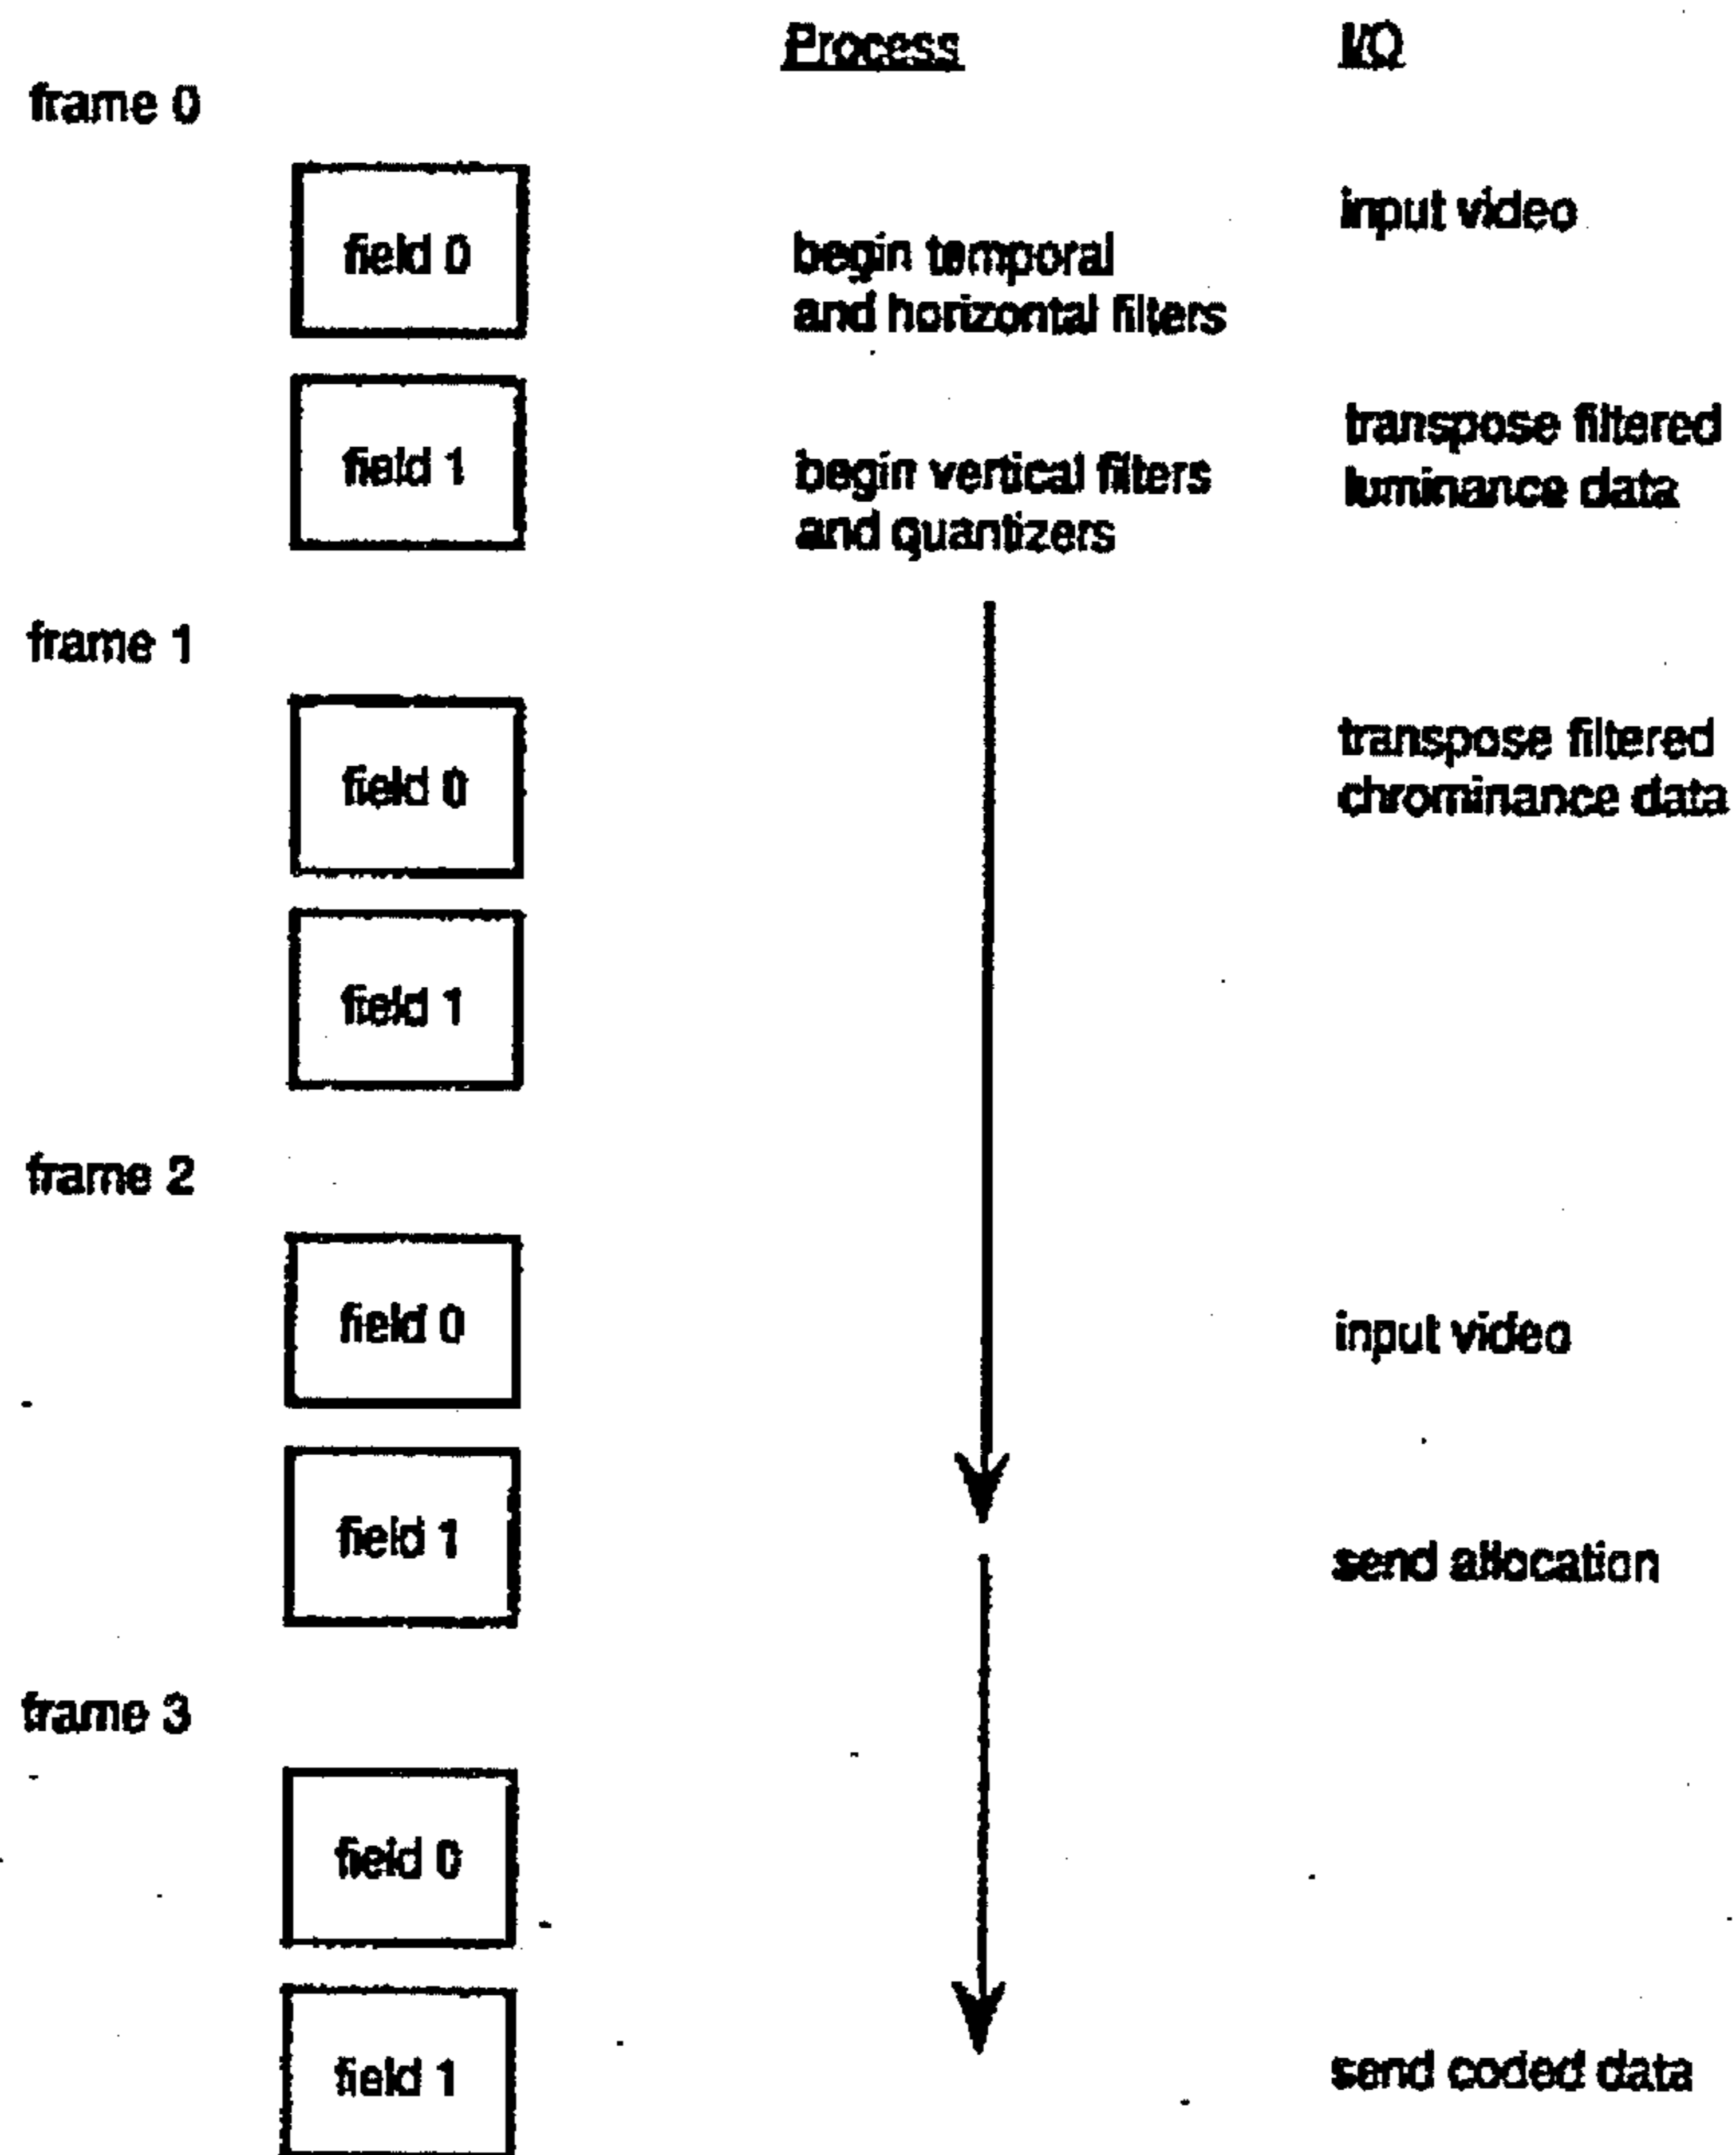 Process I/O
frame 0
field 0
begin temporal
and horizontal filters
input video
field 1
begin vertical filters
and quantizers
transpose filtered
luminance data
frame 1
field 0
transpose filtered
chrominance data
field 1
frame 2
field 0
input video
field 1
send allocation
frame 3
field 0
field 1
send coded data